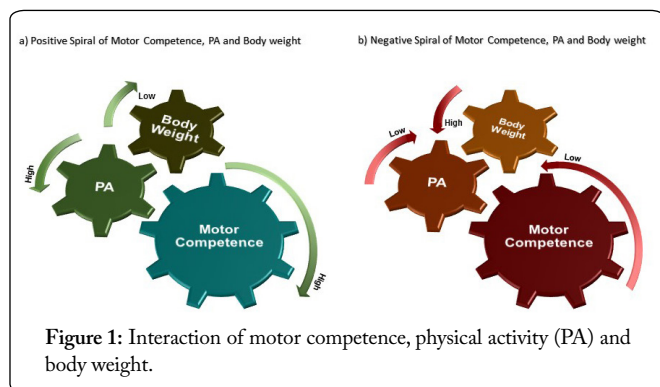 a) Positive Spiral of Motor Competence, PA and Body weight
b) Negative Spiral of Motor Competence, PA and Body weight
Low
Body
Weight
High
PA
Motor
Competence
High
Low
High
Body
Weight
PA
Low
Motor
Competence
Figure 1: Interaction of motor competence, physical activity (PA) and
body weight.